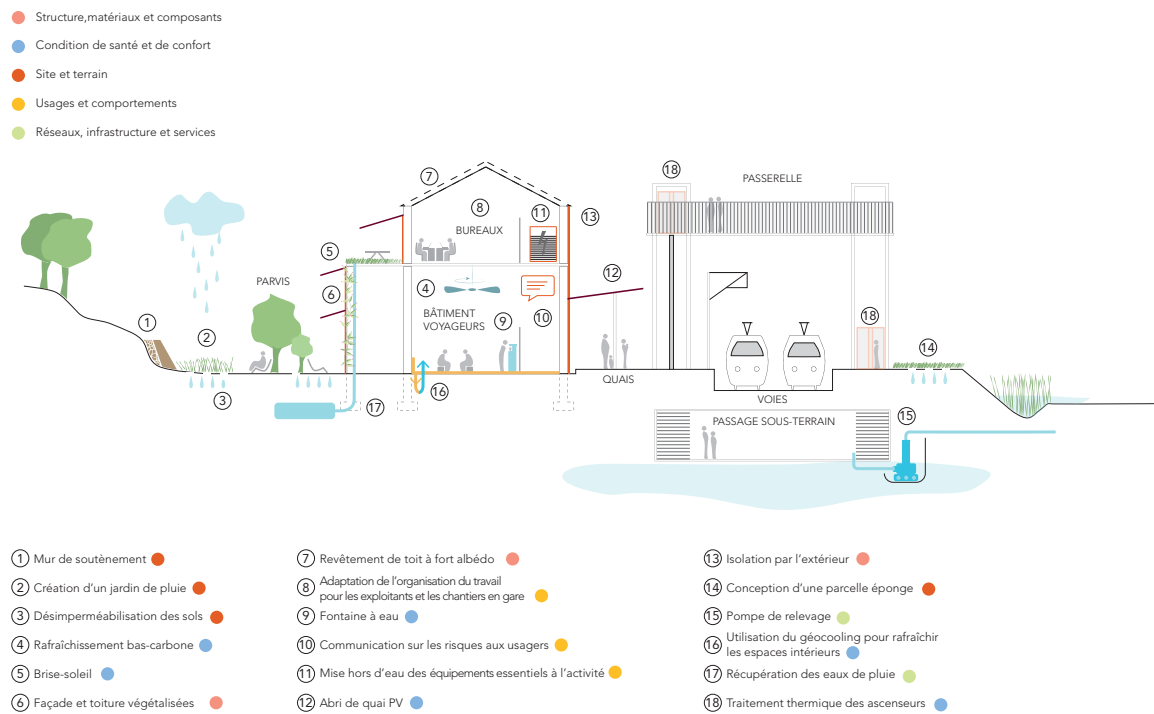 Structure,matériaux et composants
Condition de santé et de confort
Site et terrain
Usages et comportements
Réseaux, infrastructure et services
18
PASSERELLE
7
8
11
13
BUREAUX
5
12
PARVIS
4
6
10
BÂTIMENT
VOYAGEURS
9
1
2
18
14
3
16
17
QUAIS
VOIES
15
PASSAGE SOUS-TERRAIN
1 Mur de soutènement
2 Création d'un jardin de pluie
3 Désimperméabilisation des sols
4 Rafraîchissement bas-carbone
5 Brise-soleil
6 Façade et toiture végétalisées
7 Revêtement de toit à fort albédo
8 Adaptation de l'organisation du travail
pour les exploitants et les chantiers en gare
9 Fontaine à eau
10 Communication sur les risques aux usagers
11 Mise hors d'eau des équipements essentiels à l'activité
12 Abri de quai PV
13 Isolation par l'extérieur
14 Conception d'une parcelle éponge
15 Pompe de relevage
16 Utilisation du géocooling pour rafraîchir
les espaces intérieurs
17 Récupération des eaux de pluie
18 Traitement thermique des ascenseurs